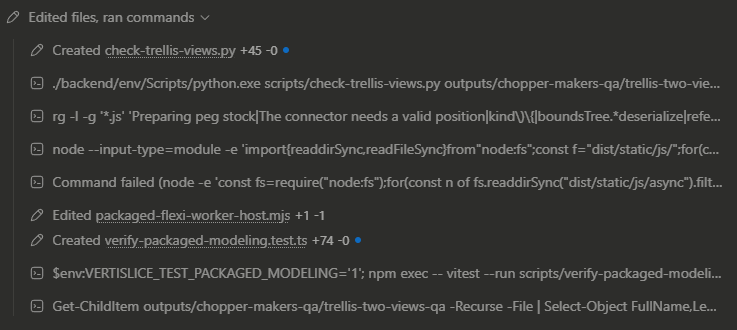 Edited files, ran commands
Created check-trellis-views.py +45 -0
./backend/env/Scripts/python.exe scripts/check-trellis-views.py outputs/chopper-makers-qa/trellis-two-vie...
rg -l -g '*.js' 'Preparing peg stock|The connector needs a valid position|kind\)\{|boundsTree.*deserialize|refe...
node --input-type=module -e 'import{readdirSync,readFileSync}from"node:fs";const f="dist/static/js/";for(c...
Command failed (node -e 'const fs=require("node:fs");for(const n of fs.readdirSync("dist/static/js/async").filt...
Edited packaged-flexi-worker-host.mjs +1 -1
Created verify-packaged-modeling.test.ts +74 -0
$env:VERTISLICE_TEST_PACKAGED_MODELING='1'; npm exec -- vitest --run scripts/verify-packaged-modeli...
Get-ChildItem outputs/chopper-makers-qa/trellis-two-views-qa -Recurse -File | Select-Object FullName,Le...